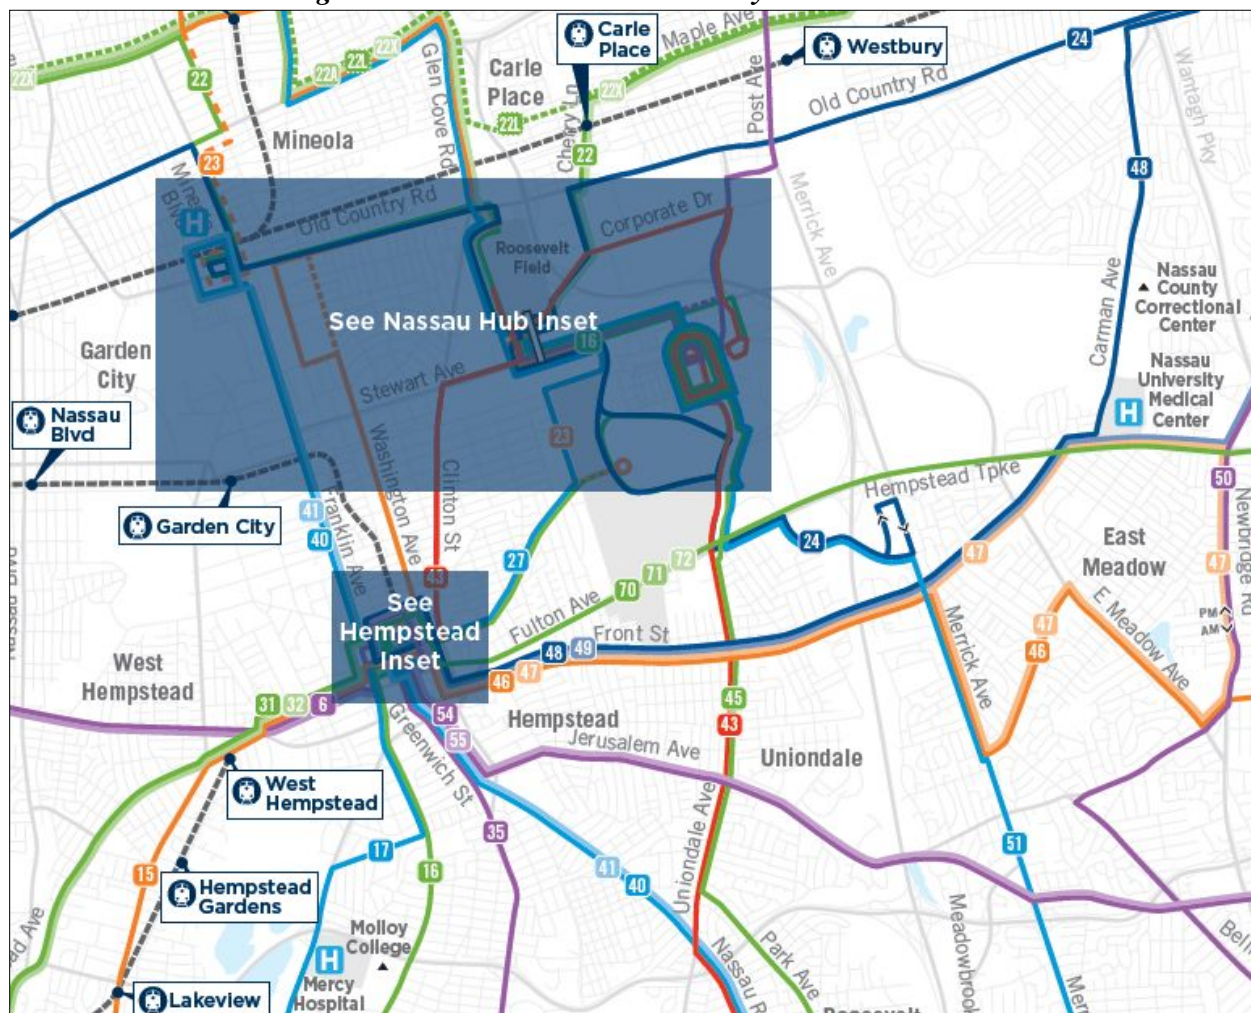 Carle
Place
Westbury
Maple Ave
24
22X
22X
22L
22A
22
Glen Cove Rd
Carle
Place
22X
Post Ave
Old Country Rd
Wantagh Pky
22L
Cherry Ln
Mineola
22
23
48
Merrick Ave
H
Old Country Rd
Corporate Dr
Roosevelt
Field
Nassau
County
Correctional
Center
See Nassau Hub Inset
16
Carman Ave
Garden
City
Stewart Ave
Nassau
University
Medical
Center
H
Nassau
Blvd
23
Washington Ave
Clinton St
Hempstead Tpke
50
Newbridge Rd
Garden City
41
40
Franklin Ave
24
27
72
71
70
47
East
Meadow
47
43
See
Hempstead
Inset
Fulton Ave
Front St
48
49
46
47
Merrick Ave
47
46
E Meadow Ave
PM
AM
West
Hempstead
31
32
6
54
55
Greenwich St
Hempstead
Jerusalem Ave
45
43
Uniondale
West
Hempstead
35
Uniondale Ave
51
17
16
15
41
40
Hempstead
Gardens
Molloy
College
H
Mercy
Hospital
Lakeview
Park Ave